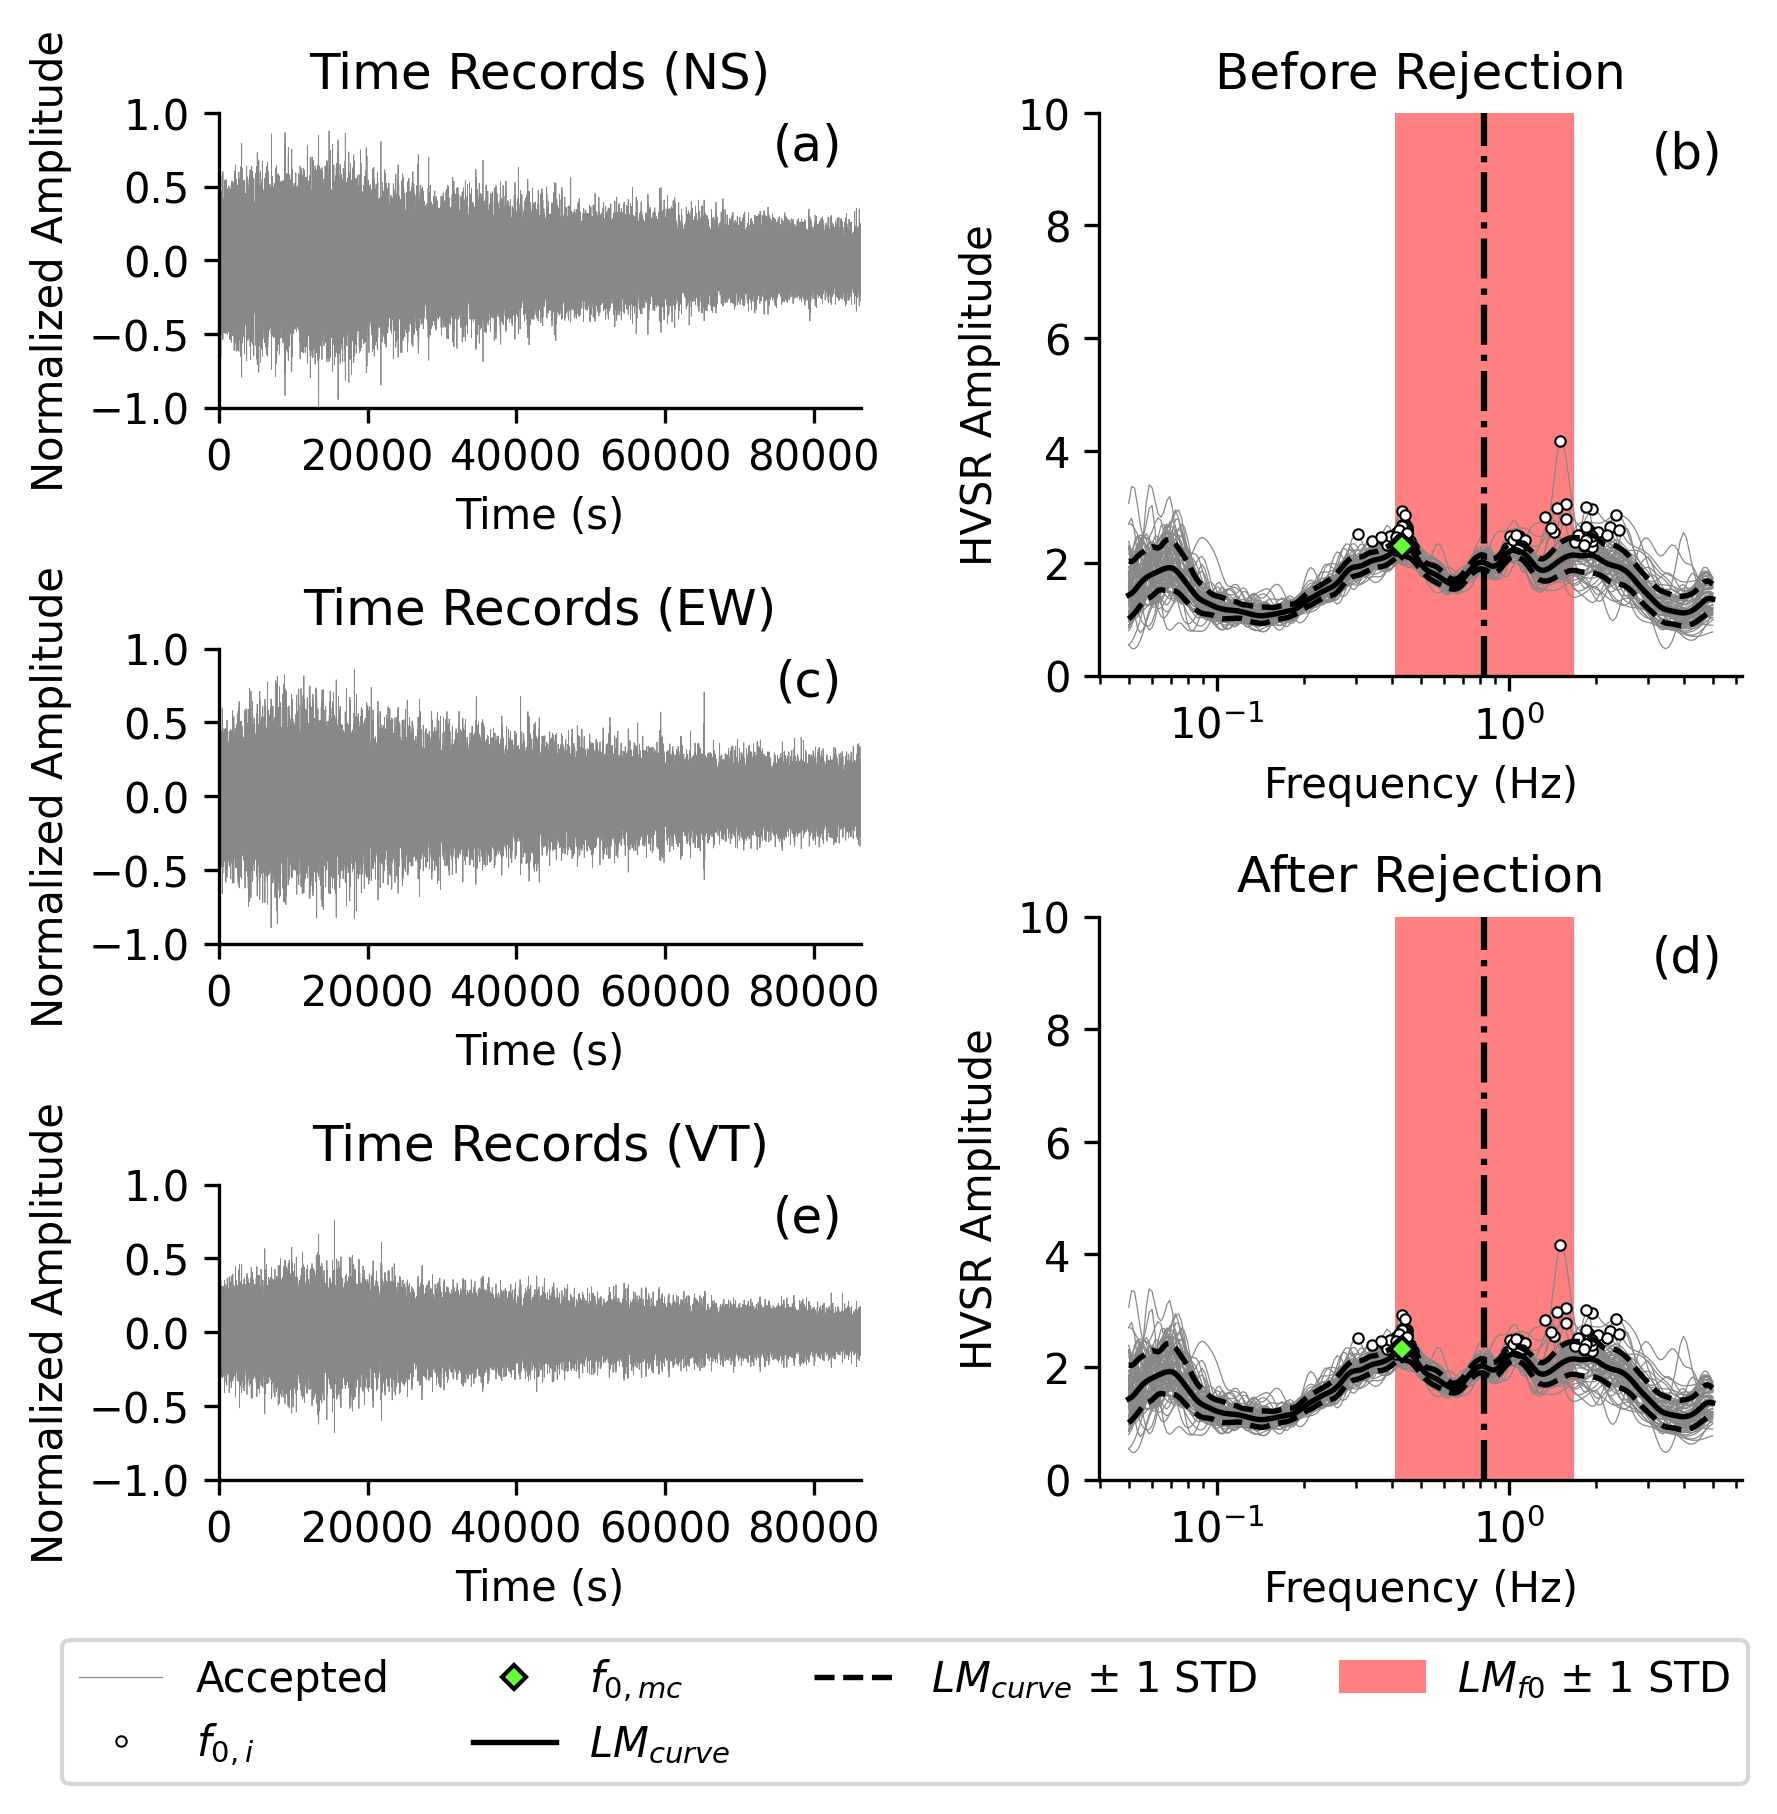 Time Records (NS)
(a)
Normalized Amplitude
1.0
0.5
0.0
−0.5
−1.0
0 20000 40000 60000 80000
Time (s)
Before Rejection
(b)
HVSR Amplitude
10
8
6
4
2
0
10⁻¹ 10⁰
Frequency (Hz)
Time Records (EW)
(c)
Normalized Amplitude
1.0
0.5
0.0
−0.5
−1.0
0 20000 40000 60000 80000
Time (s)
After Rejection
(d)
HVSR Amplitude
10
8
6
4
2
0
10⁻¹ 10⁰
Frequency (Hz)
Time Records (VT)
(e)
Normalized Amplitude
1.0
0.5
0.0
−0.5
−1.0
0 20000 40000 60000 80000
Time (s)
Accepted f0,mc LMcurve ± 1 STD LMf0 ± 1 STD
f0,i LMcurve